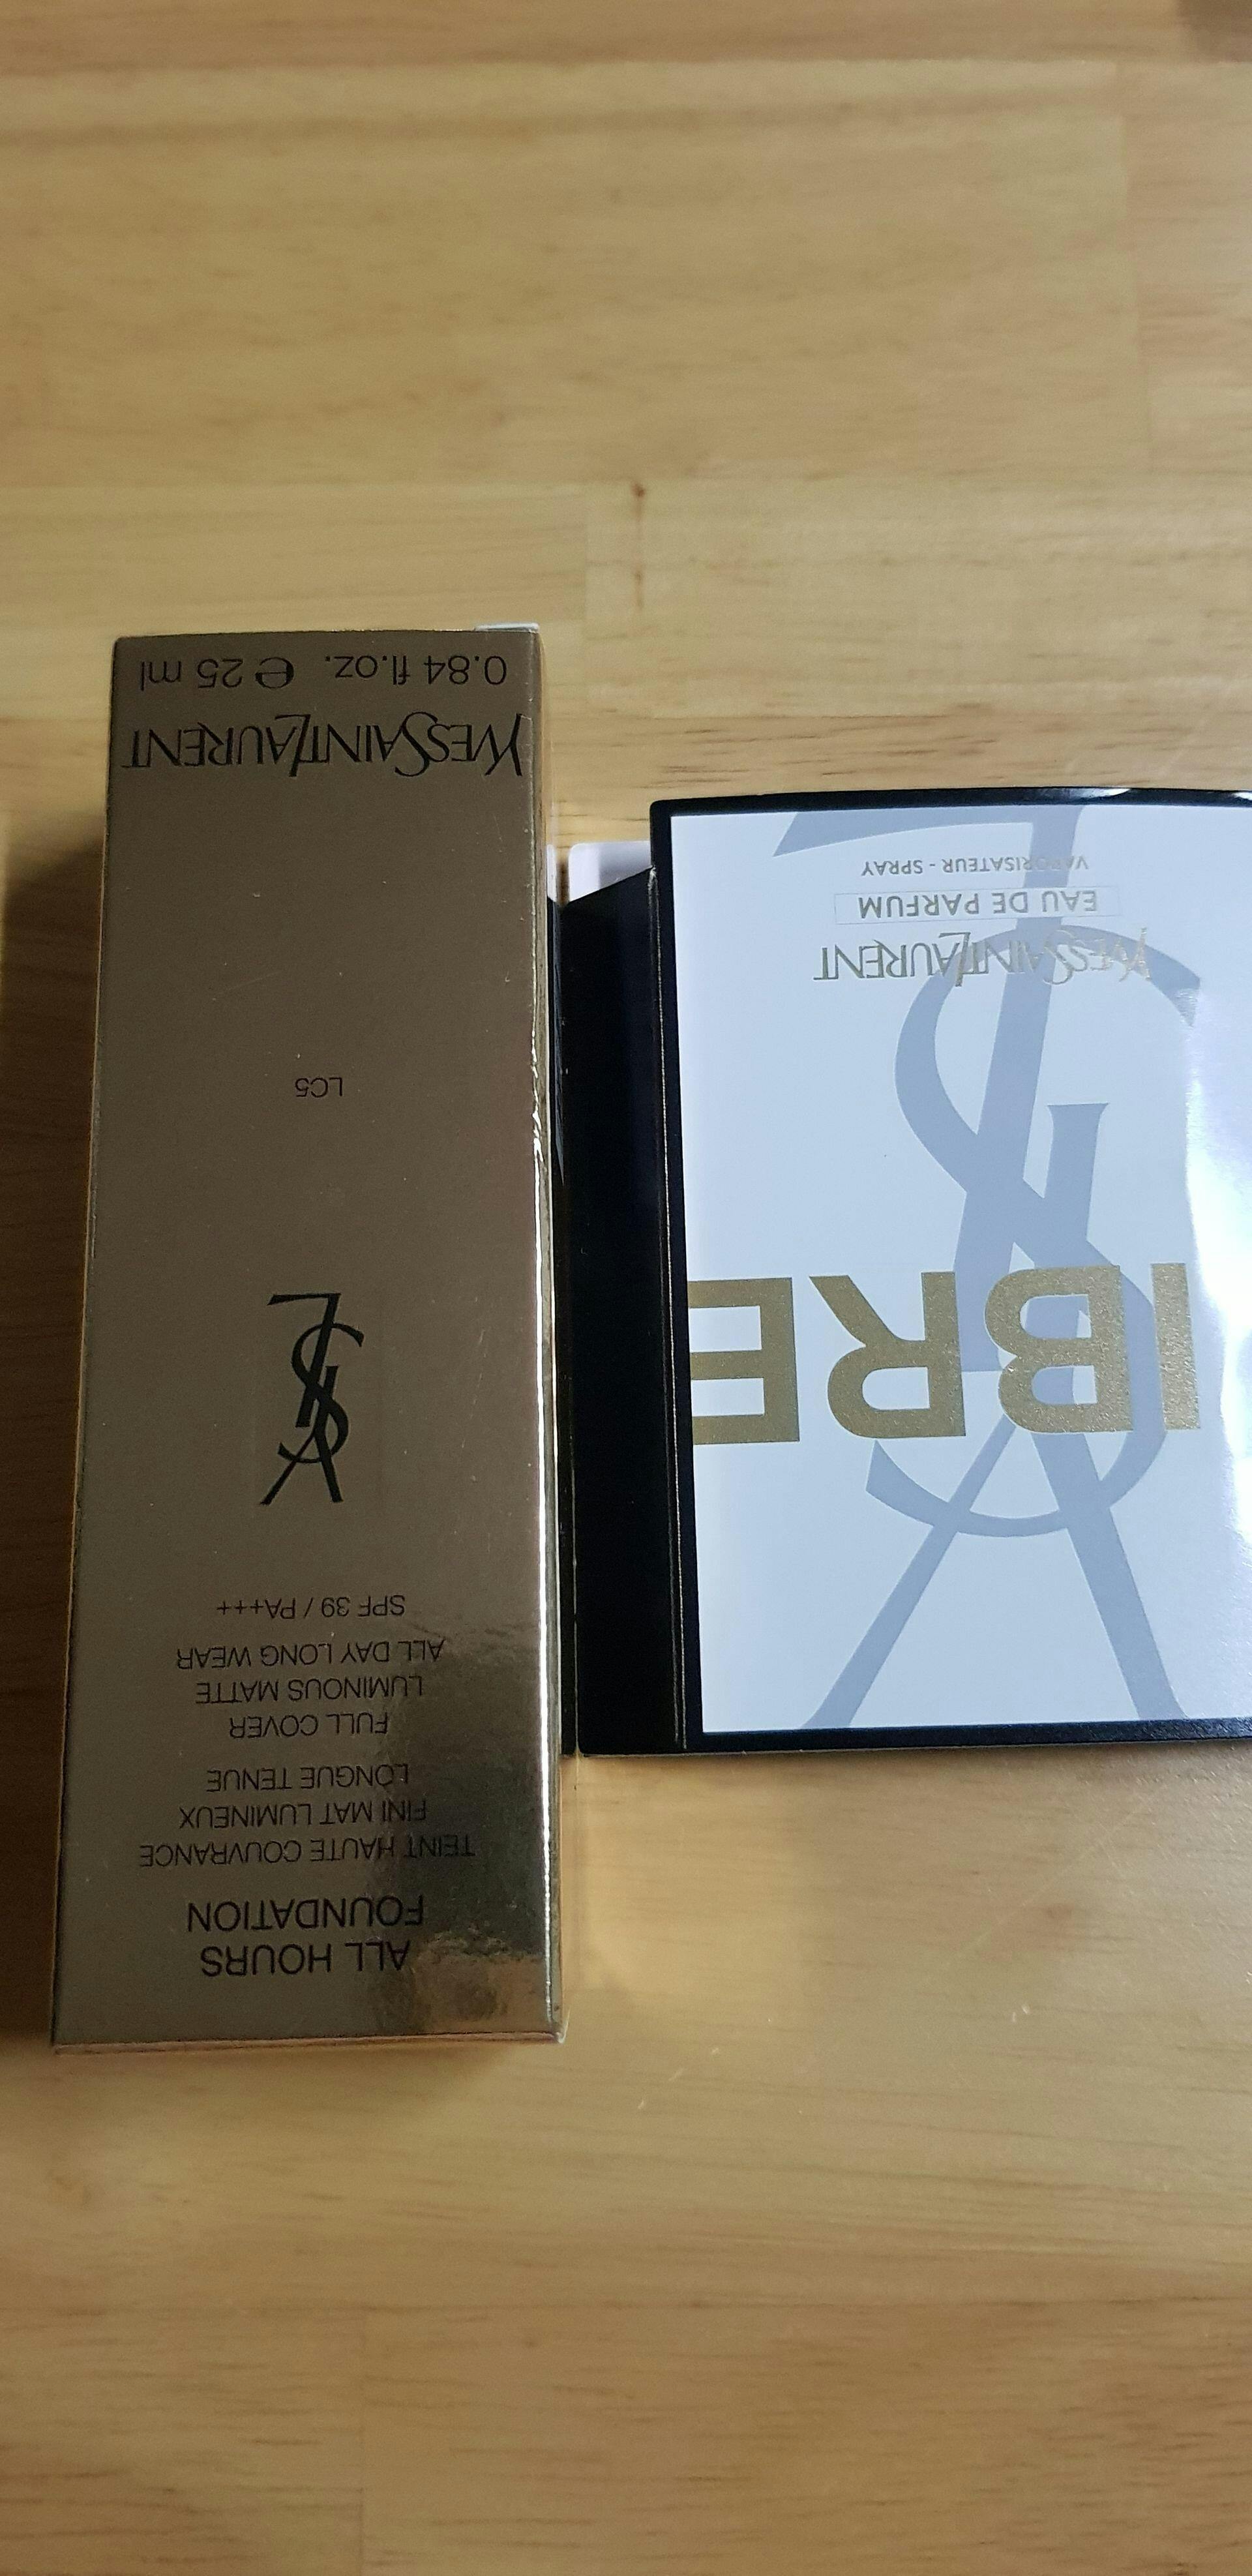 ALL HOURS
FOUNDATION
TEINT HAUTE COUVRANCE
FINI MAT LUMINEUX
LONGUE TENUE
FULL COVER
LUMINOUS MATTE
ALL DAY LONG WEAR
SPF 39 / PA+++
YSL
LC5
YVESSAINTLAURENT
0.84 fl.oz. e 25 ml
YSL
IBRE
YVESSAINTLAURENT
EAU DE PARFUM
VAPORISATEUR - SPRAY